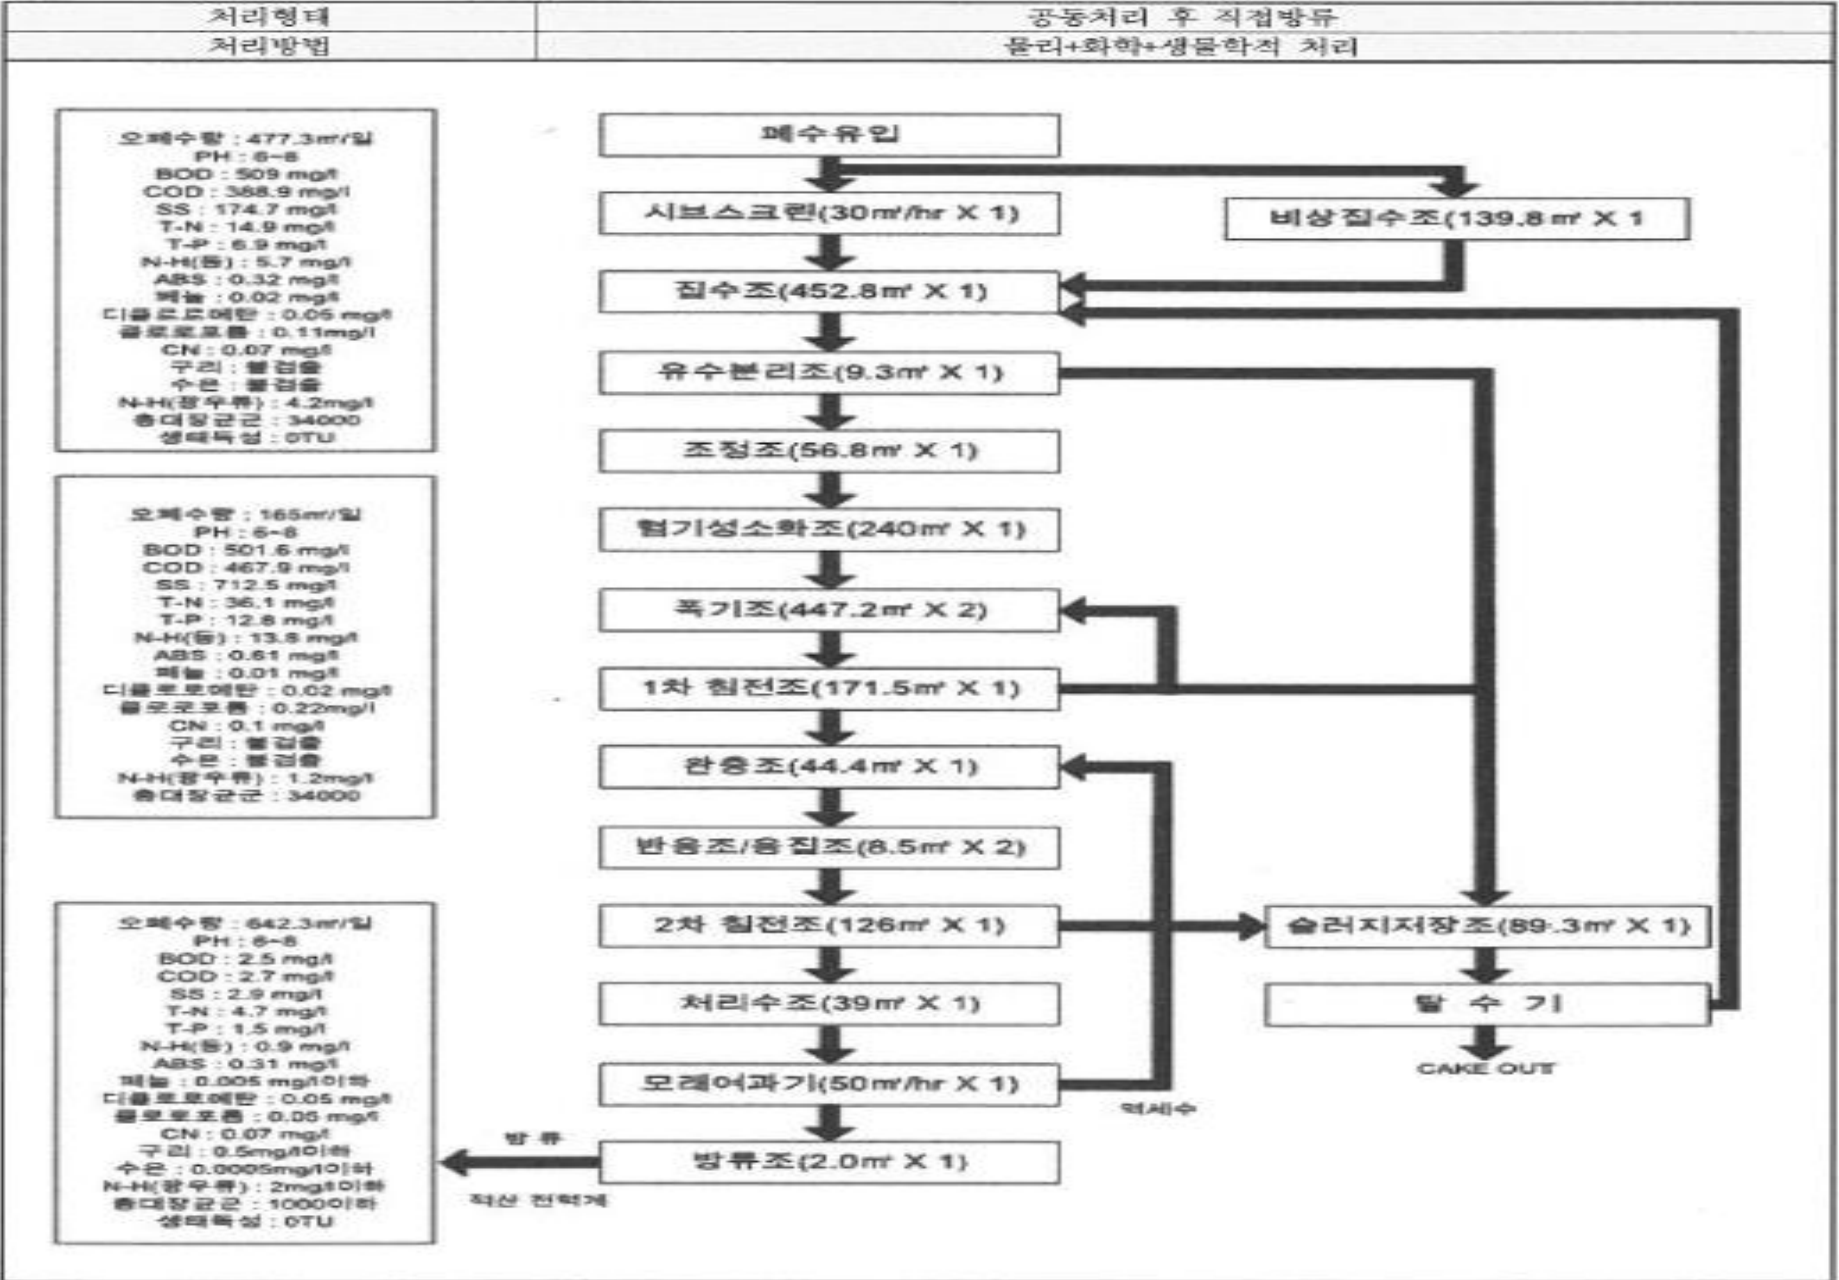 처리형태
공동처리 후 직접방류
처리방법
물리+화학+생물학적 처리
오폐수량 : 477.3㎥/일
PH : 6~8
BOD : 509 mg/l
COD : 388.9 mg/l
SS : 174.7 mg/l
T-N : 14.9 mg/l
T-P : 6.9 mg/l
N-H(동) : 5.7 mg/l
ABS : 0.32 mg/l
페놀 : 0.02 mg/l
디클로로메탄 : 0.05 mg/l
클로로포름 : 0.11mg/l
CN : 0.07 mg/l
구리 : 불검출
수은 : 불검출
N-H(광우류) : 4.2mg/l
총대장균군 : 34000
생태독성 : 0TU
오폐수량 : 165㎥/일
PH : 6~8
BOD : 501.6 mg/l
COD : 467.9 mg/l
SS : 712.5 mg/l
T-N : 36.1 mg/l
T-P : 12.8 mg/l
N-H(동) : 13.8 mg/l
ABS : 0.61 mg/l
페놀 : 0.01 mg/l
디클로로메탄 : 0.02 mg/l
클로로포름 : 0.22mg/l
CN : 0.1 mg/l
구리 : 불검출
수은 : 불검출
N-H(광우류) : 1.2mg/l
총대장균군 : 34000
오폐수량 : 642.3㎥/일
PH : 6~8
BOD : 2.5 mg/l
COD : 2.7 mg/l
SS : 2.9 mg/l
T-N : 4.7 mg/l
T-P : 1.5 mg/l
N-H(동) : 0.9 mg/l
ABS : 0.31 mg/l
페놀 : 0.005 mg/l이하
디클로로메탄 : 0.05 mg/l
클로로포름 : 0.05 mg/l
CN : 0.07 mg/l
구리 : 0.5mg/l이하
수은 : 0.0005mg/l이하
N-H(광우류) : 2mg/l이하
총대장균군 : 1000이하
생태독성 : 0TU
폐수유입
시브스크린(30㎥/hr X 1)
비상집수조(139.8㎥ X 1
집수조(452.8㎥ X 1)
유수분리조(9.3㎥ X 1)
조정조(56.8㎥ X 1)
혐기성소화조(240㎥ X 1)
폭기조(447.2㎥ X 2)
1차 침전조(171.5㎥ X 1)
완충조(44.4㎥ X 1)
반응조/응집조(8.5㎥ X 2)
2차 침전조(126㎥ X 1)
슬러지저장조(89.3㎥ X 1)
처리수조(39㎥ X 1)
탈 수 기
CAKE OUT
모래여과기(50㎥/hr X 1)
역세수
방류조(2.0㎥ X 1)
방 류
적산 전력계